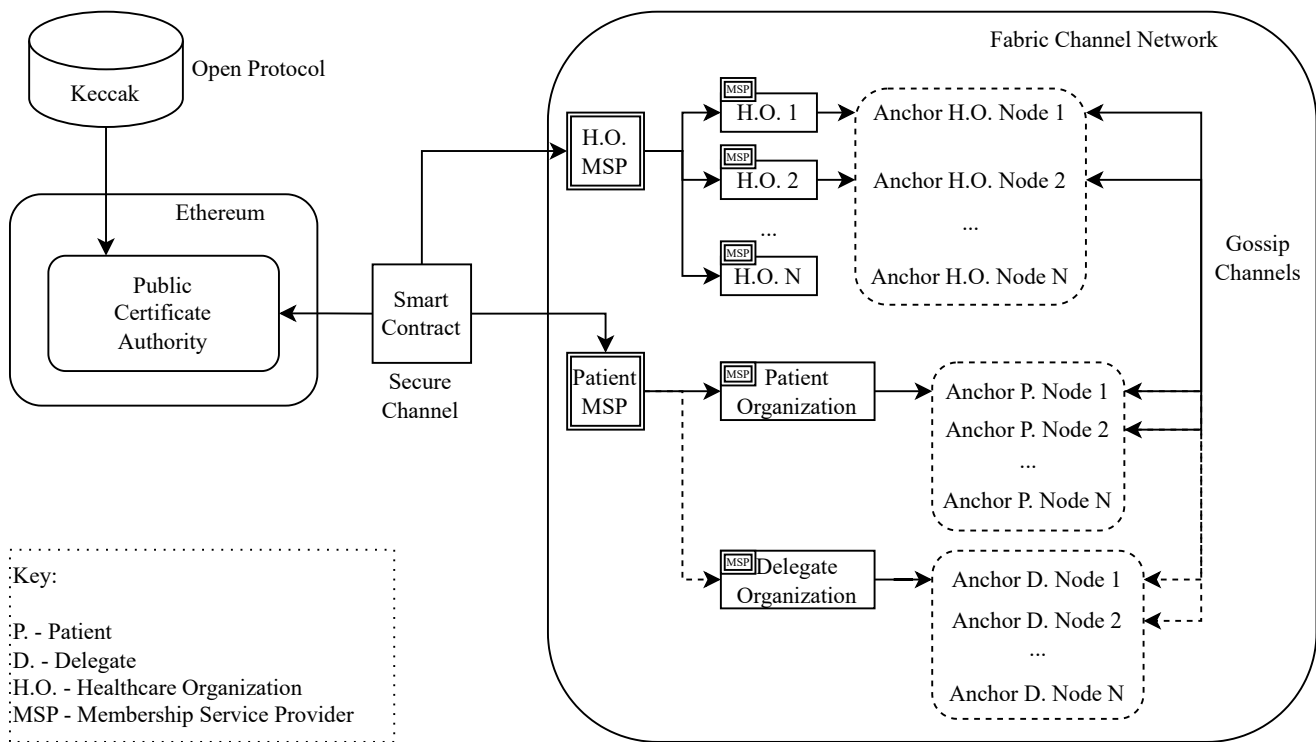 Fabric Channel Network
Keccak
Open Protocol
Ethereum
Public
Certificate
Authority
Smart
Contract
Secure
Channel
H.O.
MSP
MSP
H.O. 1
MSP
H.O. 2
...
MSP
H.O. N
Anchor H.O. Node 1
Anchor H.O. Node 2
...
Anchor H.O. Node N
Gossip
Channels
Patient
MSP
MSP
Patient
Organization
Anchor P. Node 1
Anchor P. Node 2
...
Anchor P. Node N
MSP
Delegate
Organization
Anchor D. Node 1
Anchor D. Node 2
...
Anchor D. Node N
Key:
P. - Patient
D. - Delegate
H.O. - Healthcare Organization
MSP - Membership Service Provider